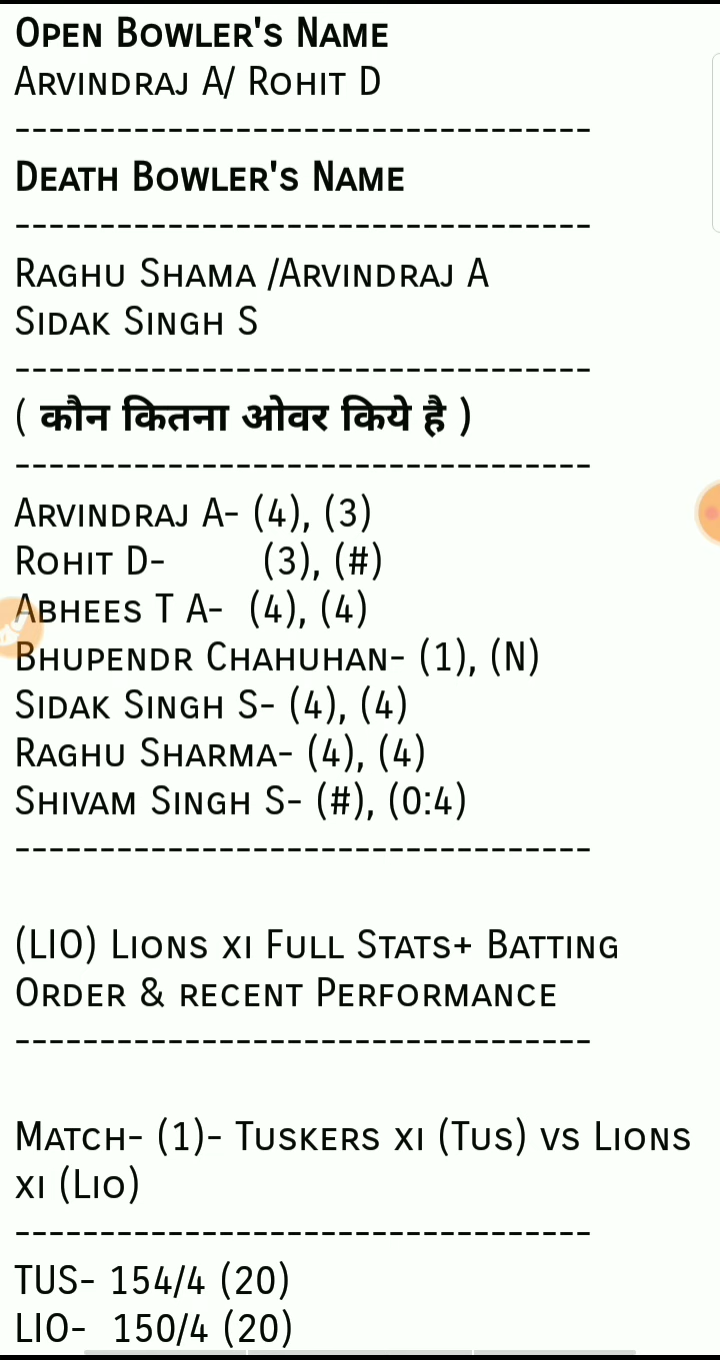 Open Bowler's Name
Arvindraj A/ Rohit D
----------------------------------
Death Bowler's Name
----------------------------------
Raghu Shama /Arvindraj A
Sidak Singh S
----------------------------------
( कौन कितना ओवर किये है )
----------------------------------
Arvindraj A- (4), (3)
Rohit D- (3), (#)
Abhees T A- (4), (4)
Bhupendr Chahuhan- (1), (N)
Sidak Singh S- (4), (4)
Raghu Sharma- (4), (4)
Shivam Singh S- (#), (0:4)
----------------------------------
(LIO) Lions xi Full Stats+ Batting
Order & recent Performance
----------------------------------
Match- (1)- Tuskers xi (Tus) vs Lions
xi (Lio)
----------------------------------
TUS- 154/4 (20)
LIO- 150/4 (20)